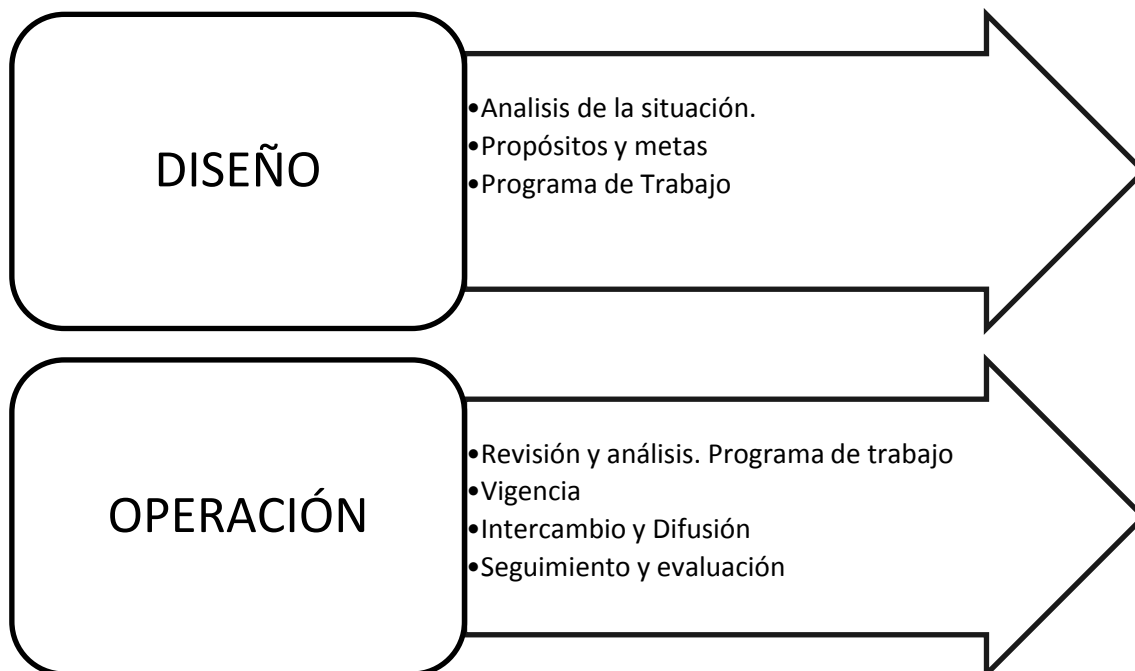 DISEÑO
•Analisis de la situación.
•Propósitos y metas
•Programa de Trabajo
OPERACIÓN
•Revisión y análisis. Programa de trabajo
•Vigencia
•Intercambio y Difusión
•Seguimiento y evaluación